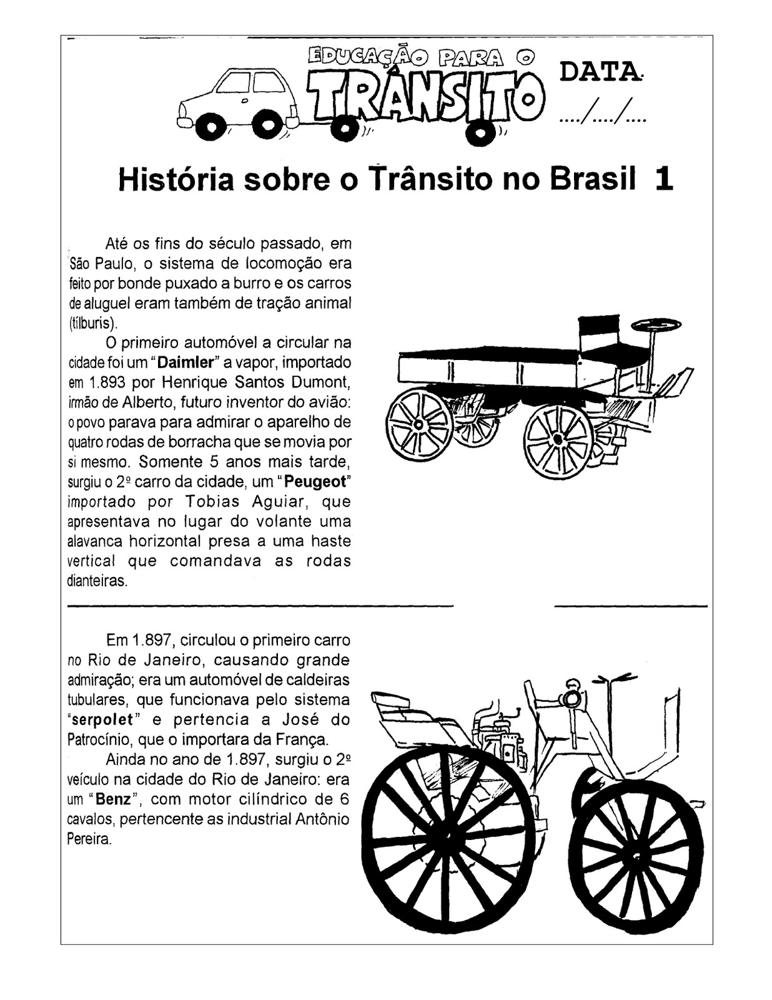 EDUCAÇÃO PARA O
TRÂNSITO
DATA:
..../..../....
História sobre o Trânsito no Brasil 1
Até os fins do século passado, em
São Paulo, o sistema de locomoção era
feito por bonde puxado a burro e os carros
de aluguel eram também de tração animal
(tílburis).
O primeiro automóvel a circular na
cidade foi um “Daimler” a vapor, importado
em 1.893 por Henrique Santos Dumont,
irmão de Alberto, futuro inventor do avião:
o povo parava para admirar o aparelho de
quatro rodas de borracha que se movia por
si mesmo. Somente 5 anos mais tarde,
surgiu o 2º carro da cidade, um “Peugeot”
importado por Tobias Aguiar, que
apresentava no lugar do volante uma
alavanca horizontal presa a uma haste
vertical que comandava as rodas
dianteiras.
Em 1.897, circulou o primeiro carro
no Rio de Janeiro, causando grande
admiração; era um automóvel de caldeiras
tubulares, que funcionava pelo sistema
“serpolet” e pertencia a José do
Patrocínio, que o importara da França.
Ainda no ano de 1.897, surgiu o 2º
veículo na cidade do Rio de Janeiro: era
um “Benz”, com motor cilíndrico de 6
cavalos, pertencente as industrial Antônio
Pereira.